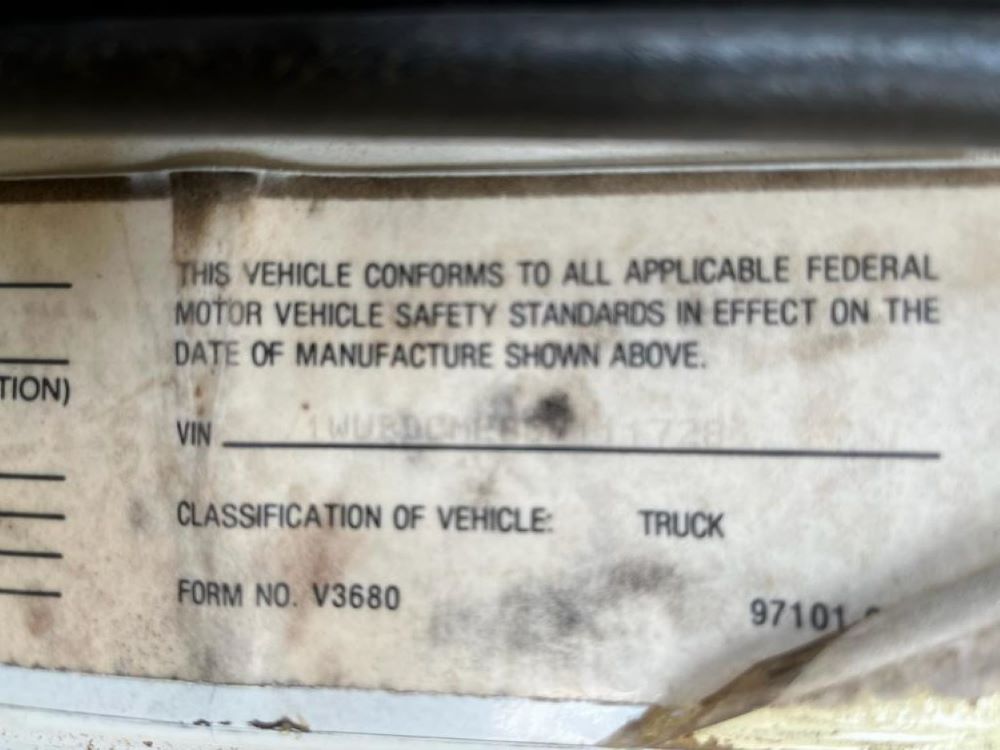 THIS VEHICLE CONFORMS TO ALL APPLICABLE FEDERAL
MOTOR VEHICLE SAFETY STANDARDS IN EFFECT ON THE
DATE OF MANUFACTURE SHOWN ABOVE.
TION)
VIN
CLASSIFICATION OF VEHICLE: TRUCK
FORM NO. V3680
97101